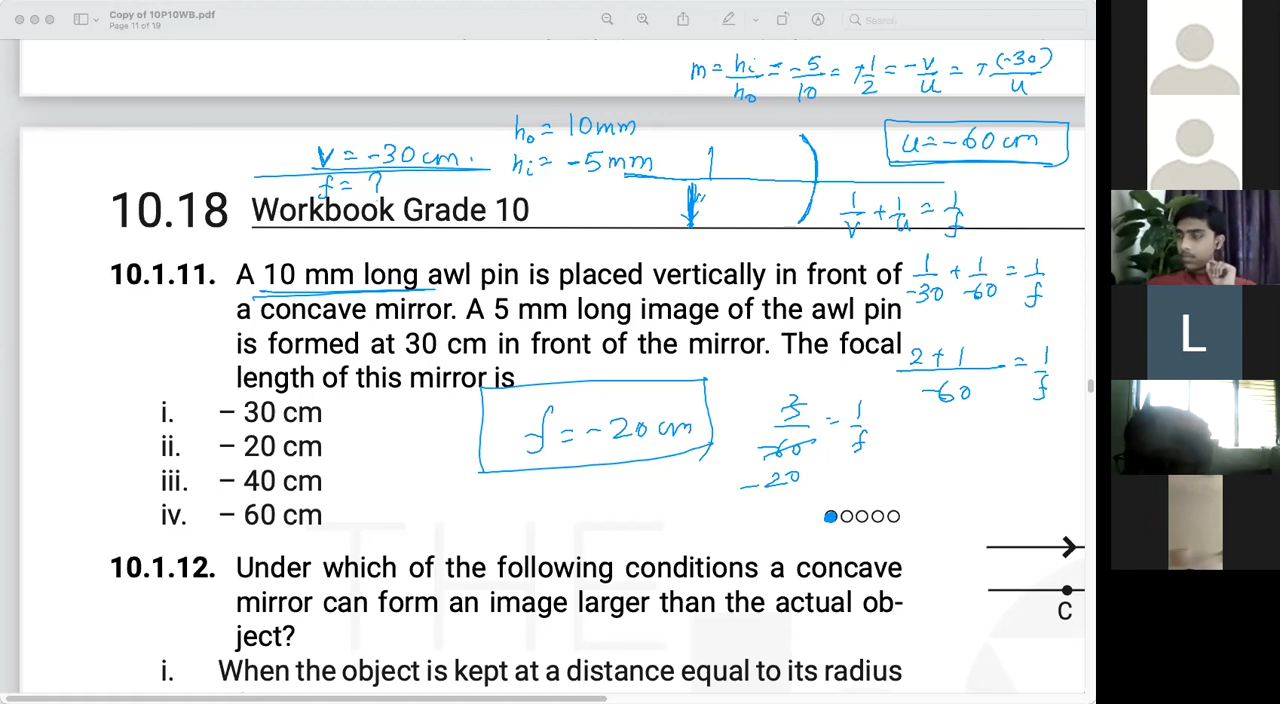 Copy of 10P10WB.pdf
Page 11 of 19
Search
m = hi/ho = -5/10 = +1/2 = -v/u = +(-30)/u
ho = 10mm
hi = -5mm
u = -60 cm
v = -30 cm.
f = ?
10.18 Workbook Grade 10
1/v + 1/u = 1/f
10.1.11. A 10 mm long awl pin is placed vertically in front of
a concave mirror. A 5 mm long image of the awl pin
is formed at 30 cm in front of the mirror. The focal
length of this mirror is
1/-30 + 1/-60 = 1/f
2+1/-60 = 1/f
i. – 30 cm
ii. – 20 cm
iii. – 40 cm
iv. – 60 cm
f = -20 cm
3/-60 = 1/f
-20
L
10.1.12. Under which of the following conditions a concave
mirror can form an image larger than the actual ob-
ject?
i. When the object is kept at a distance equal to its radius
C